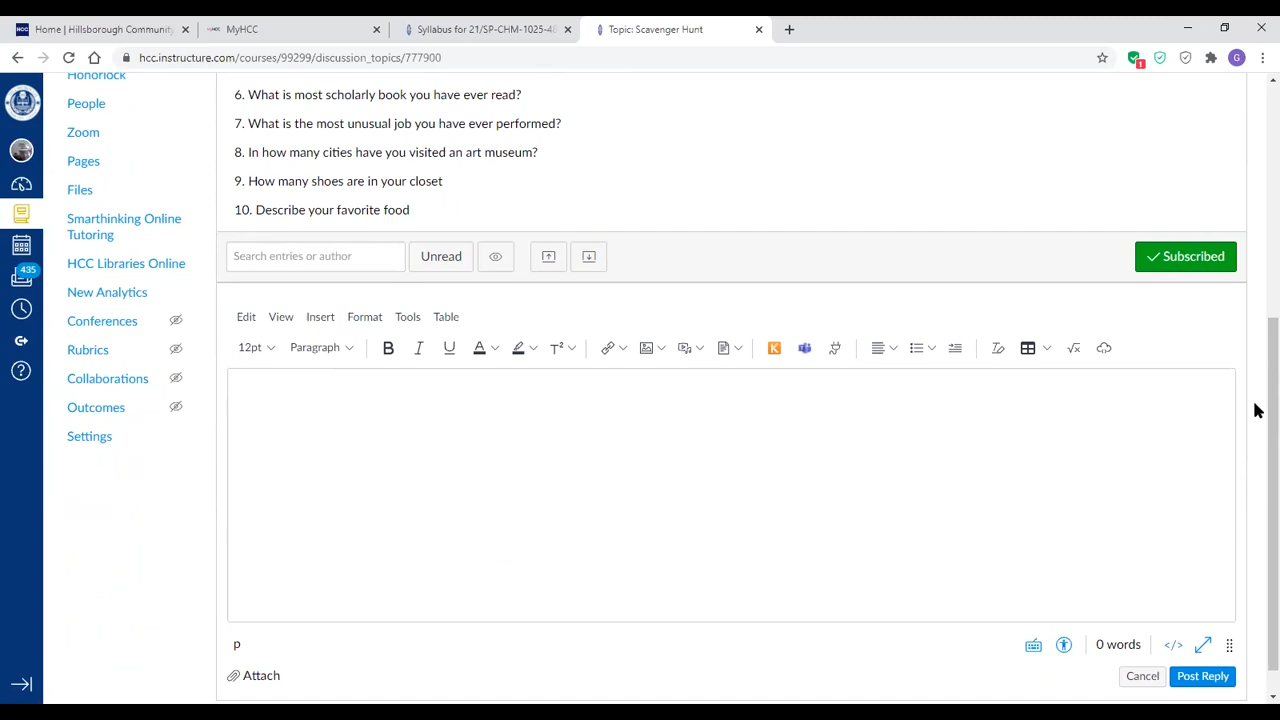 Home | Hillsborough Community
MyHCC
Syllabus for 21/SP-CHM-1025-48
Topic: Scavenger Hunt
hcc.instructure.com/courses/99299/discussion_topics/777909
1
G
Honorlock
People
Zoom
Pages
Files
Smarthinking Online
Tutoring
HCC Libraries Online
New Analytics
Conferences
Rubrics
Collaborations
Outcomes
Settings
435
6. What is most scholarly book you have ever read?
7. What is the most unusual job you have ever performed?
8. In how many cities have you visited an art museum?
9. How many shoes are in your closet
10. Describe your favorite food
Search entries or author
Unread
Subscribed
Edit View Insert Format Tools Table
12pt Paragraph B I U A T² K √x
p
0 words </>
Attach
Cancel Post Reply